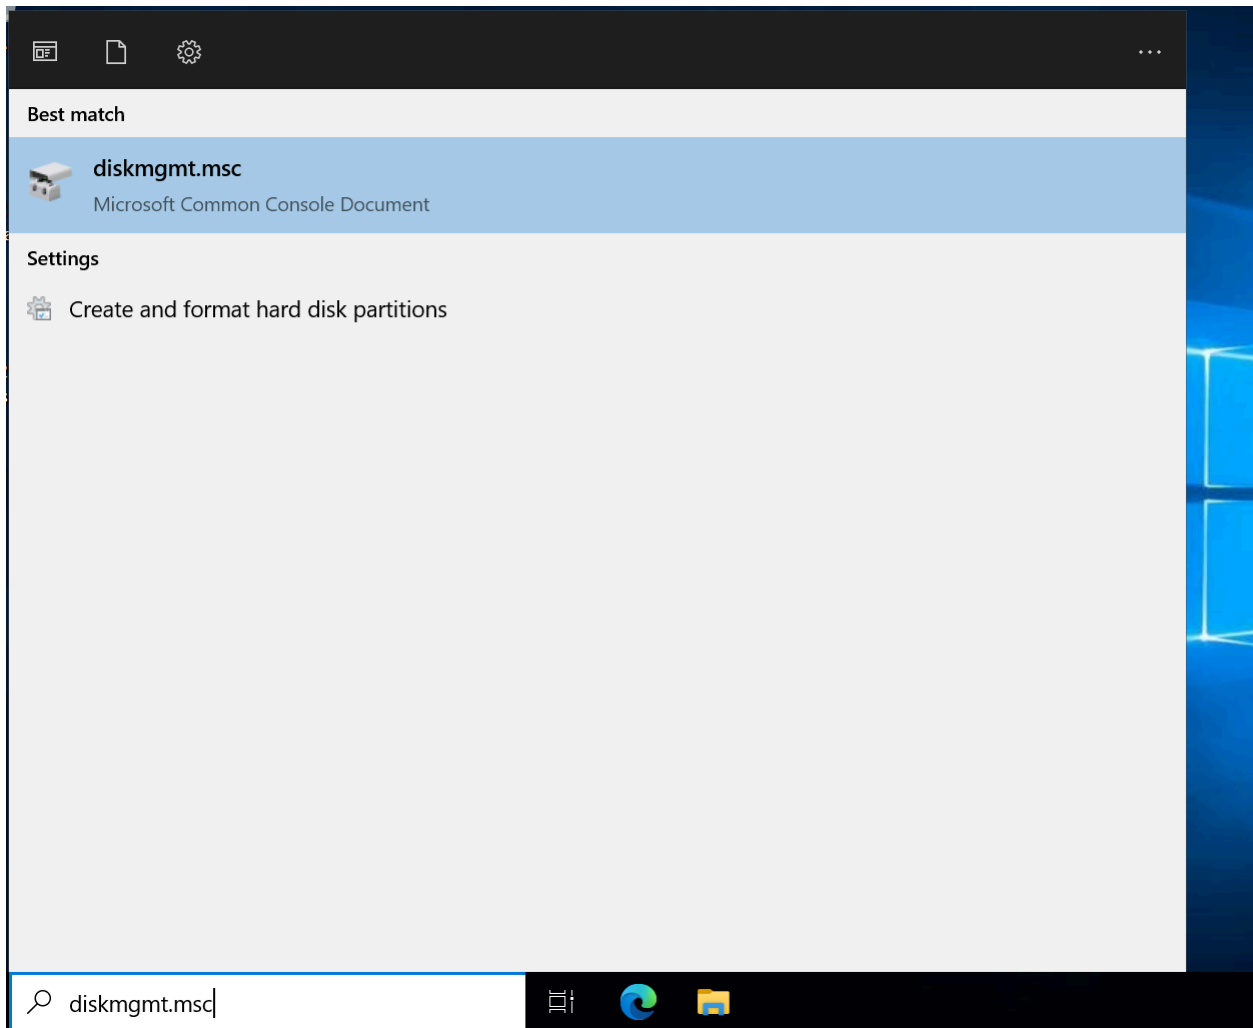 Best match
diskmgmt.msc
Microsoft Common Console Document
Settings
Create and format hard disk partitions
diskmgmt.msc